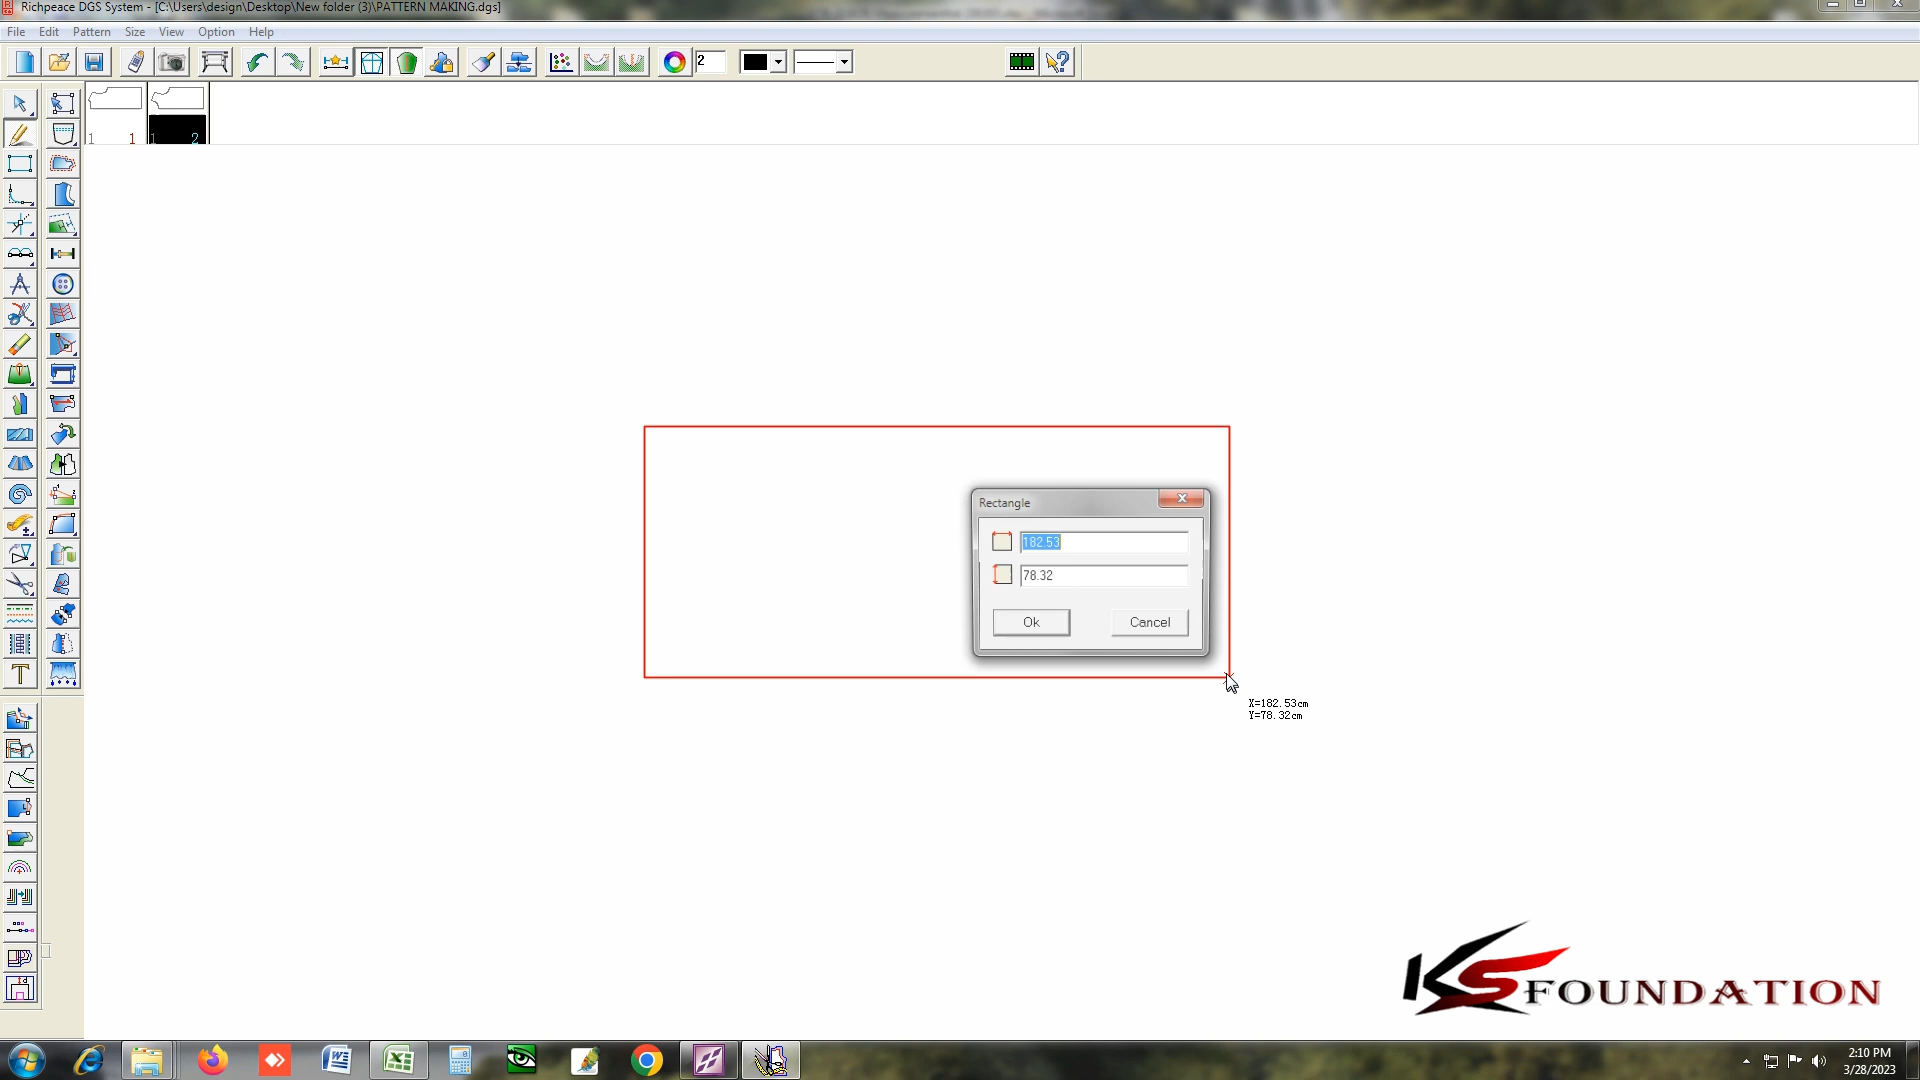 Richpeace DGS System - [C:\Users\design\Desktop\New folder (3)\PATTERN MAKING.dgs]
File Edit Pattern Size View Option Help
2
1 1 1 2
Rectangle
182.53
78.32
Ok Cancel
X=182.53cm
Y=78.32cm
KS FOUNDATION
2:10 PM
3/28/2023